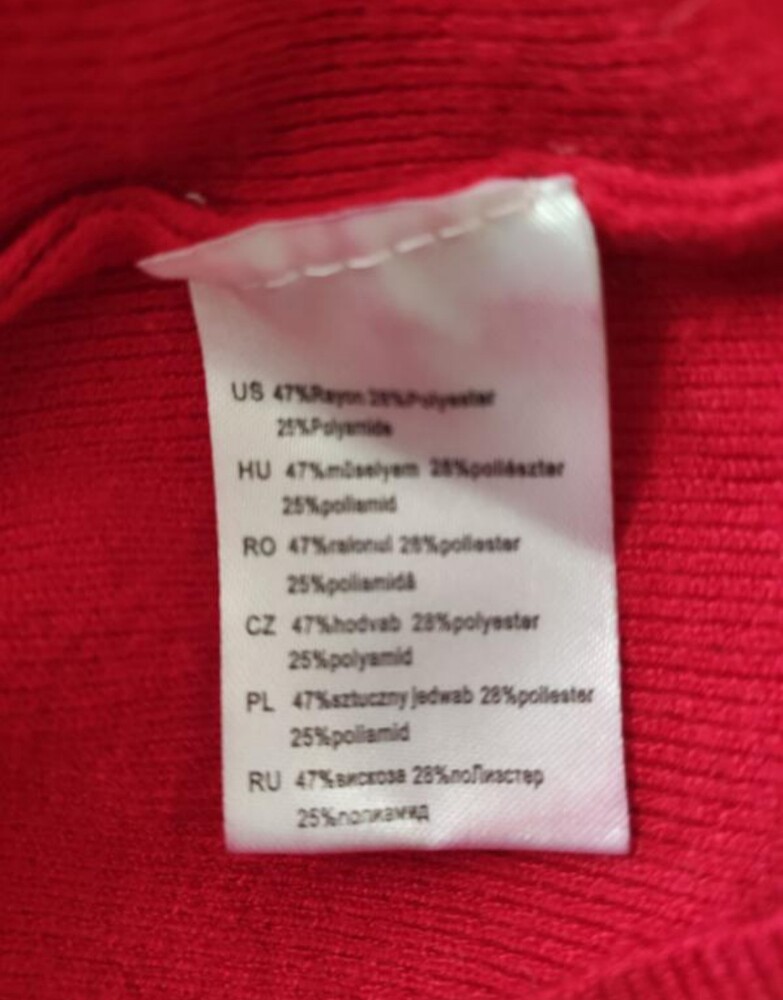 US 47%Rayon 28%Polyester
25%Polyamide
HU 47%műselyem 28%poliészter
25%poliamid
RO 47%raionul 28%poliester
25%poliamidă
CZ 47%hodvab 28%polyester
25%polyamid
PL 47%sztuczny jedwab 28%poliester
25%poliamid
RU 47%вискоза 28%поЛиэстер
25%полиамид